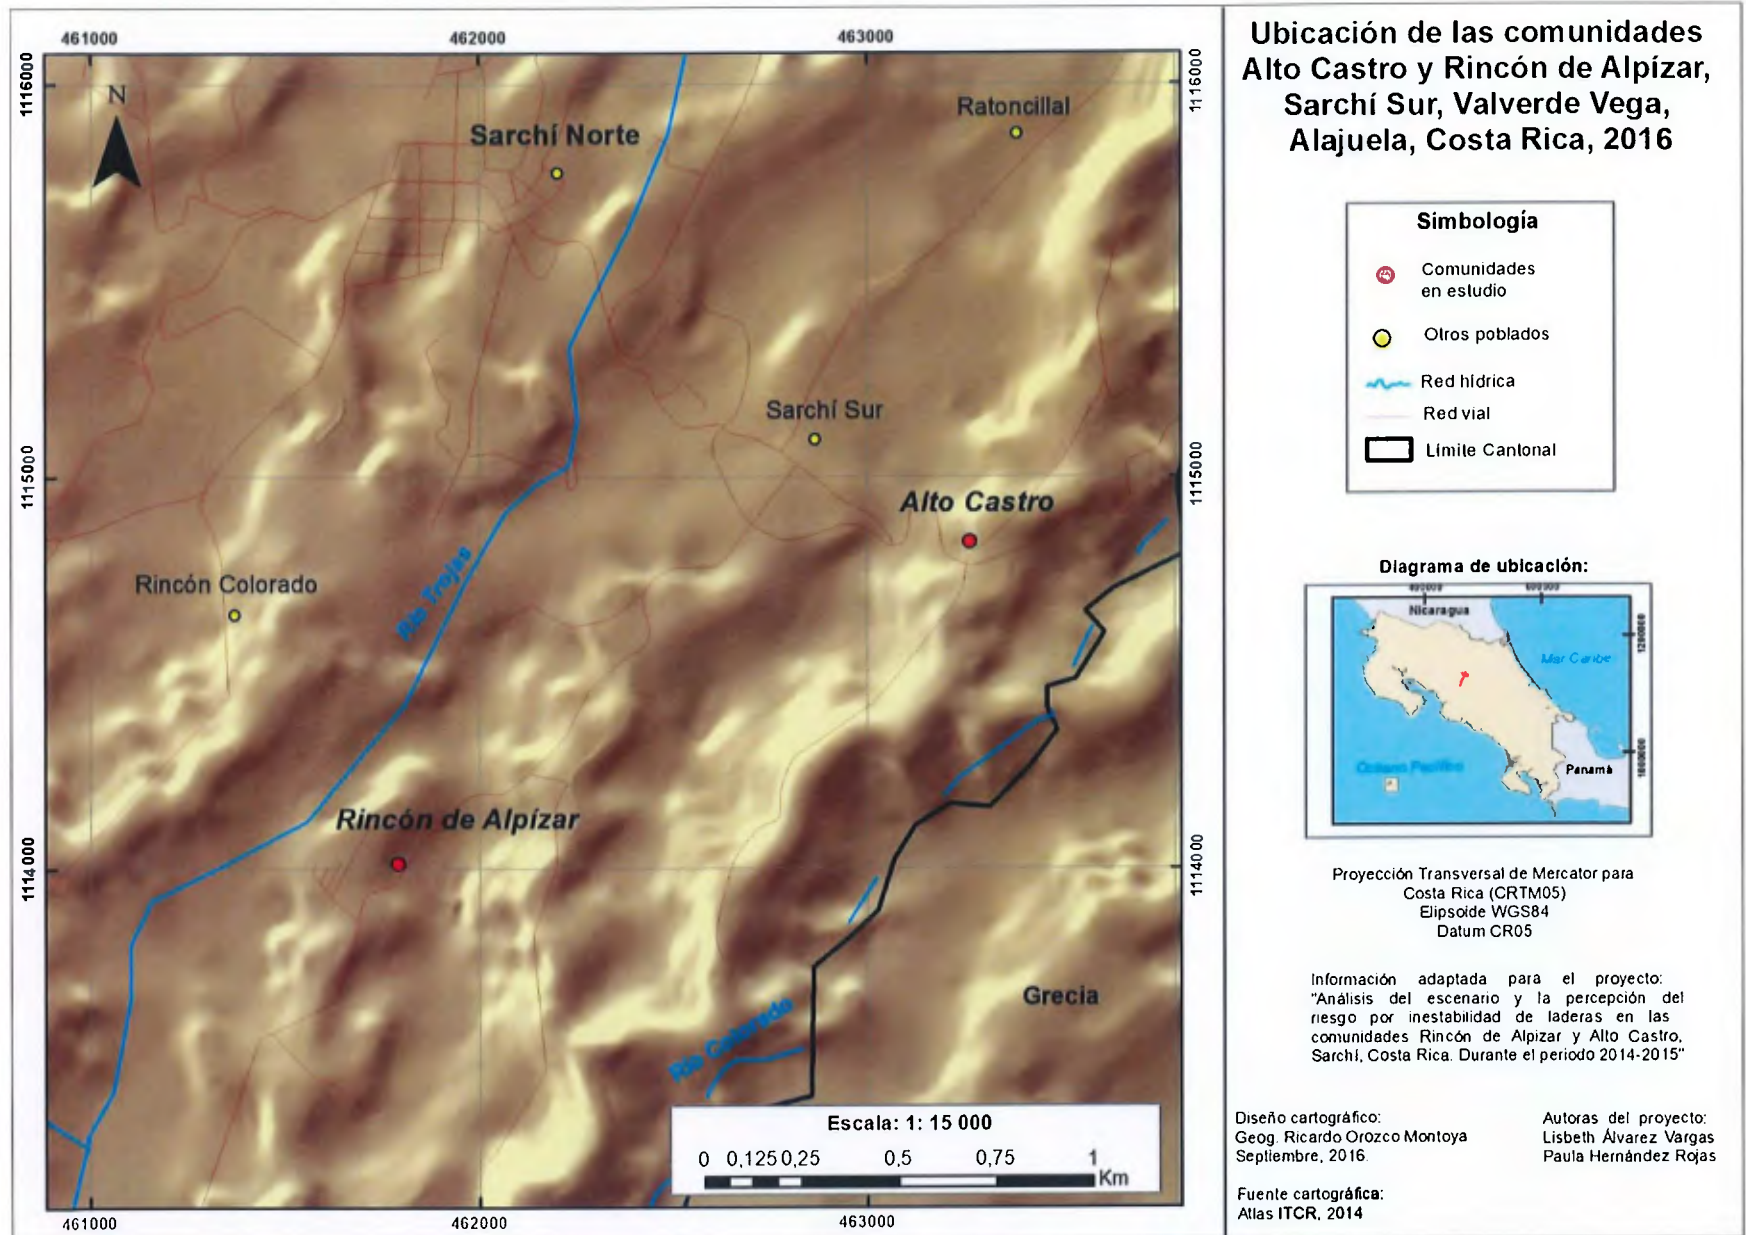 461000
462000
463000
1116000
1116000
N
Sarchí Norte
Ratoncillal
Sarchí Sur
1115000
1115000
Alto Castro
Rincón Colorado
Río Trojas
Rincón de Alpízar
1114000
1114000
Grecia
Río Colorado
Escala: 1: 15 000
0 0,125 0,25 0,5 0,75 1
Km
461000
462000
463000
Ubicación de las comunidades
Alto Castro y Rincón de Alpízar,
Sarchí Sur, Valverde Vega,
Alajuela, Costa Rica, 2016
Simbología
Comunidades
en estudio
Otros poblados
Red hídrica
Red vial
Límite Cantonal
Diagrama de ubicación:
Nicaragua
1200000
Mar Caribe
Océano Pacífico
Panamá
Proyección Transversal de Mercator para
Costa Rica (CRTM05)
Elipsoide WGS84
Datum CR05
Información adaptada para el proyecto:
"Análisis del escenario y la percepción del
riesgo por inestabilidad de laderas en las
comunidades Rincón de Alpizar y Alto Castro,
Sarchí, Costa Rica. Durante el periodo 2014-2015"
Diseño cartográfico:
Geog. Ricardo Orozco Montoya
Septiembre, 2016.
Autoras del proyecto:
Lisbeth Álvarez Vargas
Paula Hernández Rojas
Fuente cartográfica:
Atlas ITCR, 2014